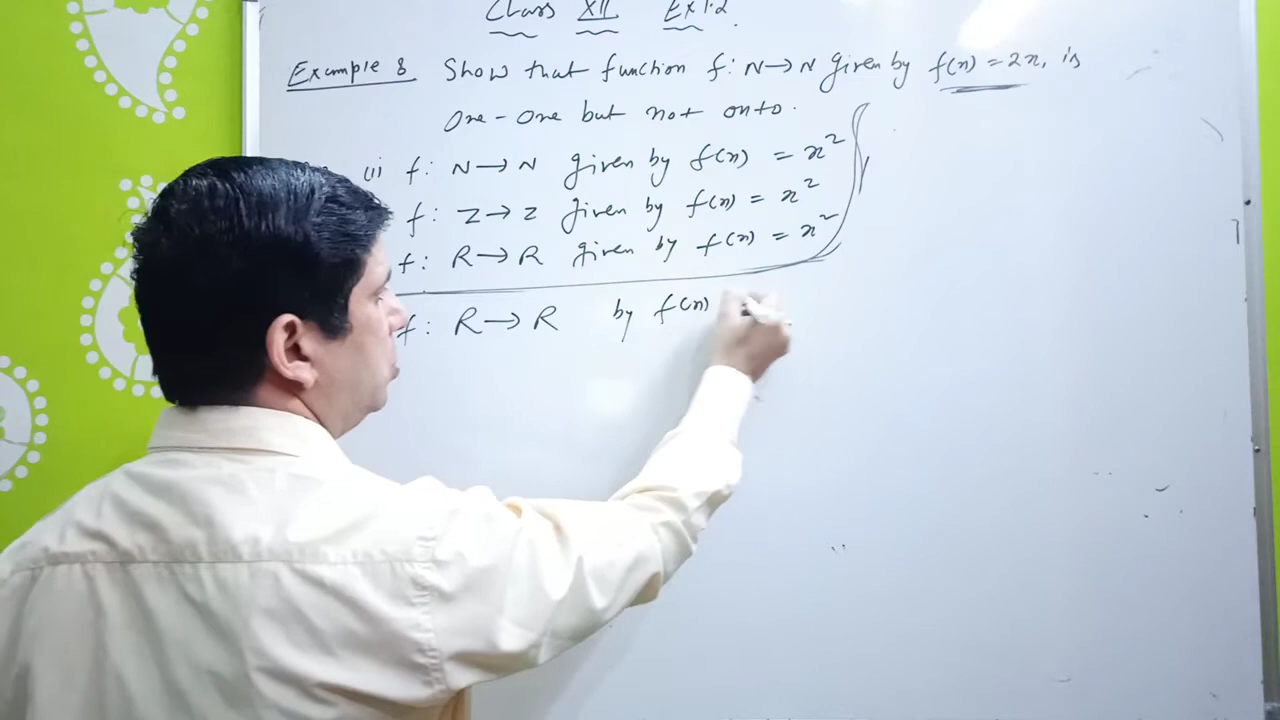 Class XII Ex 1.2
Example 8 Show that function f: N→N given by f(x) = 2x, is
One-One but not onto.
(i) f: N→N given by f(x) = x²
f: Z→Z given by f(x) = x²
f: R→R given by f(x) = x²
f: R→R by f(x)